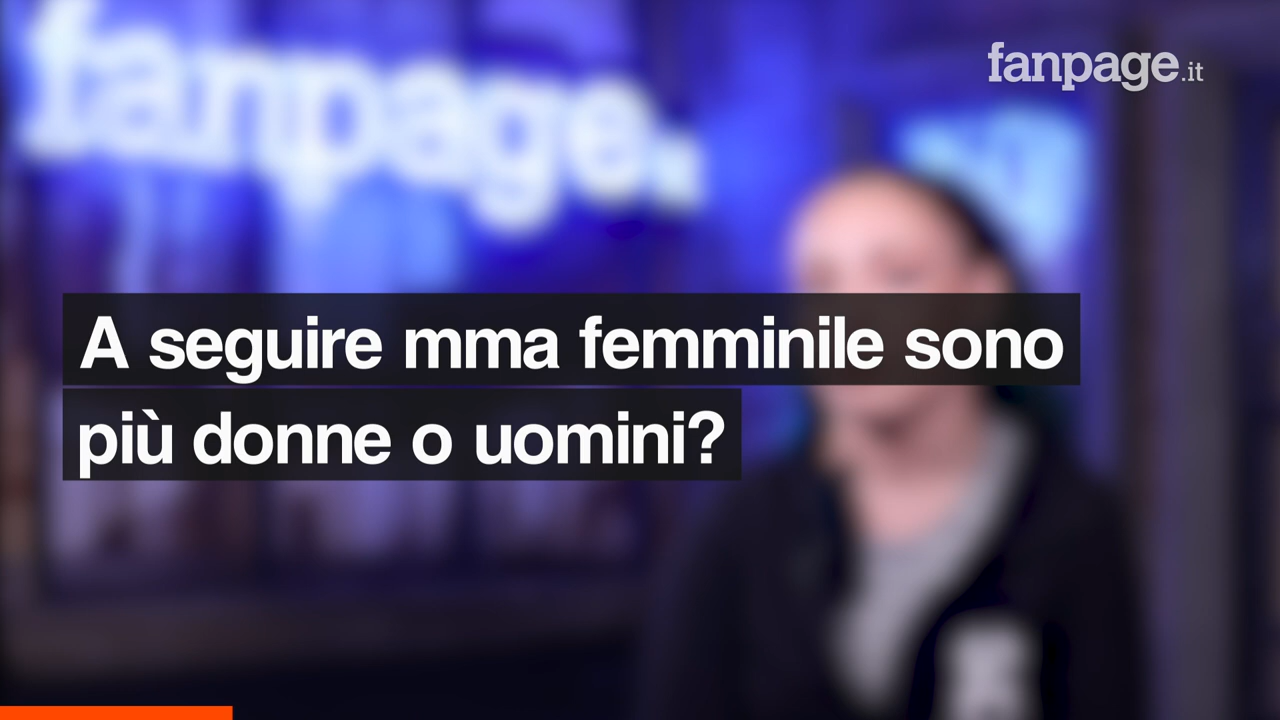 fanpage.
fanpage.it
A seguire mma femminile sono
più donne o uomini?